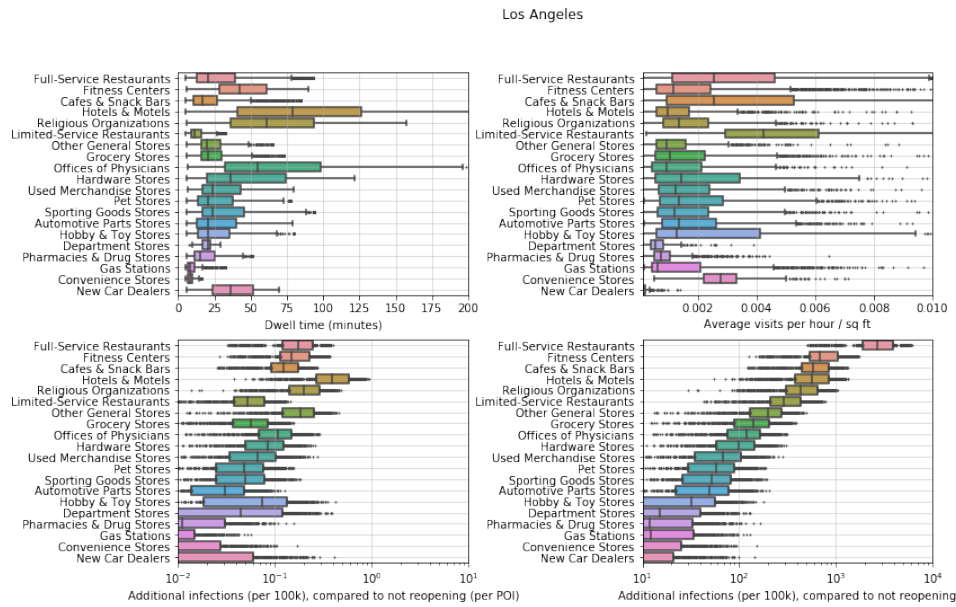 Los Angeles
Full-Service Restaurants
Fitness Centers
Cafes & Snack Bars
Hotels & Motels
Religious Organizations
Limited-Service Restaurants
Other General Stores
Grocery Stores
Offices of Physicians
Hardware Stores
Used Merchandise Stores
Pet Stores
Sporting Goods Stores
Automotive Parts Stores
Hobby & Toy Stores
Department Stores
Pharmacies & Drug Stores
Gas Stations
Convenience Stores
New Car Dealers
0 25 50 75 100 125 150 175 200
Dwell time (minutes)
Full-Service Restaurants
Fitness Centers
Cafes & Snack Bars
Hotels & Motels
Religious Organizations
Limited-Service Restaurants
Other General Stores
Grocery Stores
Offices of Physicians
Hardware Stores
Used Merchandise Stores
Pet Stores
Sporting Goods Stores
Automotive Parts Stores
Hobby & Toy Stores
Department Stores
Pharmacies & Drug Stores
Gas Stations
Convenience Stores
New Car Dealers
0.002 0.004 0.006 0.008 0.010
Average visits per hour / sq ft
Full-Service Restaurants
Fitness Centers
Cafes & Snack Bars
Hotels & Motels
Religious Organizations
Limited-Service Restaurants
Other General Stores
Grocery Stores
Offices of Physicians
Hardware Stores
Used Merchandise Stores
Pet Stores
Sporting Goods Stores
Automotive Parts Stores
Hobby & Toy Stores
Department Stores
Pharmacies & Drug Stores
Gas Stations
Convenience Stores
New Car Dealers
10⁻² 10⁻¹ 10⁰ 10¹
Additional infections (per 100k), compared to not reopening (per POI)
Full-Service Restaurants
Fitness Centers
Cafes & Snack Bars
Hotels & Motels
Religious Organizations
Limited-Service Restaurants
Other General Stores
Grocery Stores
Offices of Physicians
Hardware Stores
Used Merchandise Stores
Pet Stores
Sporting Goods Stores
Automotive Parts Stores
Hobby & Toy Stores
Department Stores
Pharmacies & Drug Stores
Gas Stations
Convenience Stores
New Car Dealers
10¹ 10² 10³ 10⁴
Additional infections (per 100k), compared to not reopening